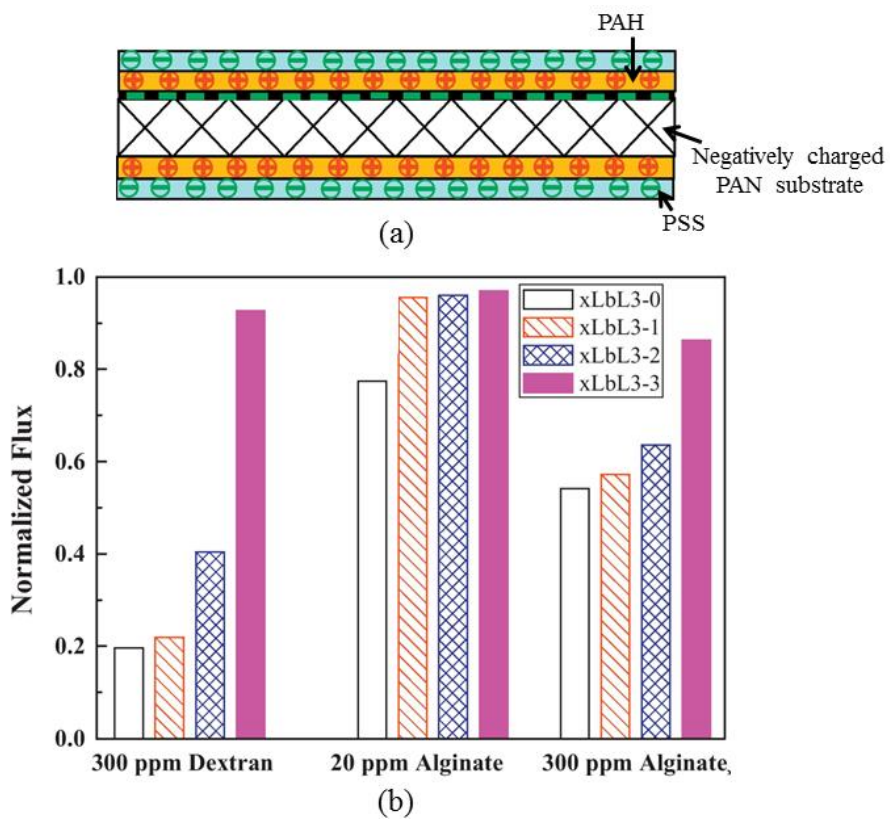 PAH
Negatively charged
PAN substrate
PSS
(a)
1.0
0.8
0.6
0.4
0.2
0.0
Normalized Flux
xLbL3-0
xLbL3-1
xLbL3-2
xLbL3-3
300 ppm Dextran
20 ppm Alginate
300 ppm Alginate,
(b)